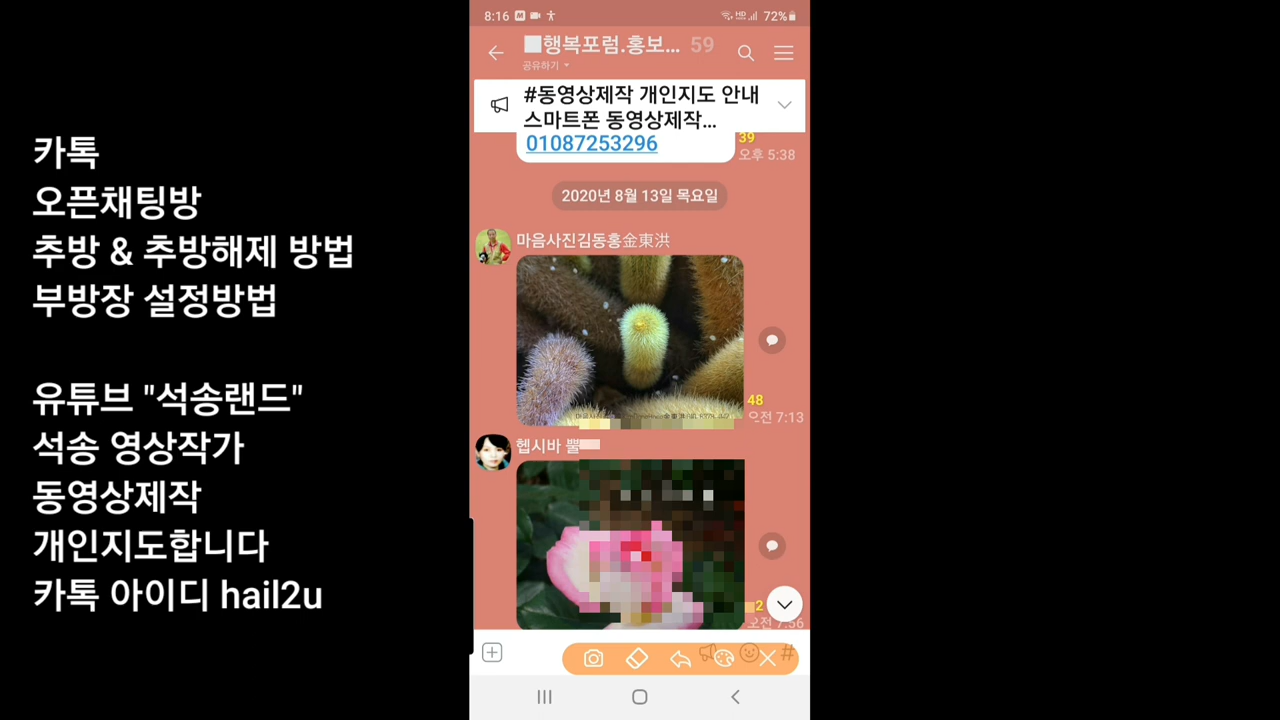 카톡
오픈채팅방
추방 & 추방해제 방법
부방장 설정방법
유튜브 "석송랜드"
석송 영상작가
동영상제작
개인지도합니다
카톡 아이디 hail2u
8:16
HD
72%
행복포럼.홍보... 59
공유하기
#동영상제작 개인지도 안내
스마트폰 동영상제작...
01087253296
39
오후 5:38
2020년 8월 13일 목요일
마음사진김동홍金東洪
48
오전 7:13
헵시바 뿔
2
오전 7:56
#